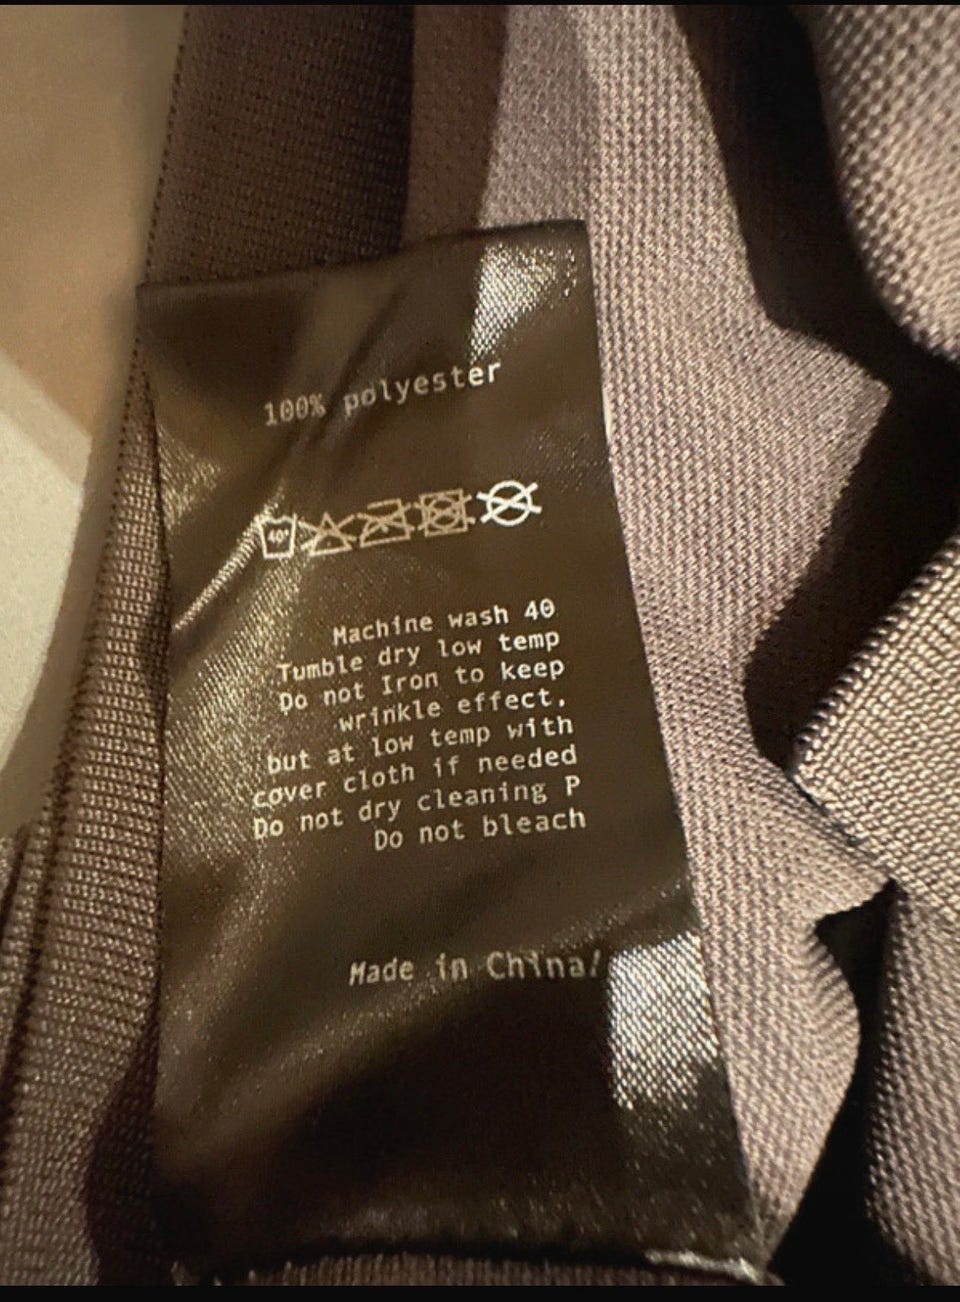 100% polyester
40°
Machine wash 40
Tumble dry low temp
Do not Iron to keep
wrinkle effect,
but at low temp with
cover cloth if needed
Do not dry cleaning P
Do not bleach
Made in China/